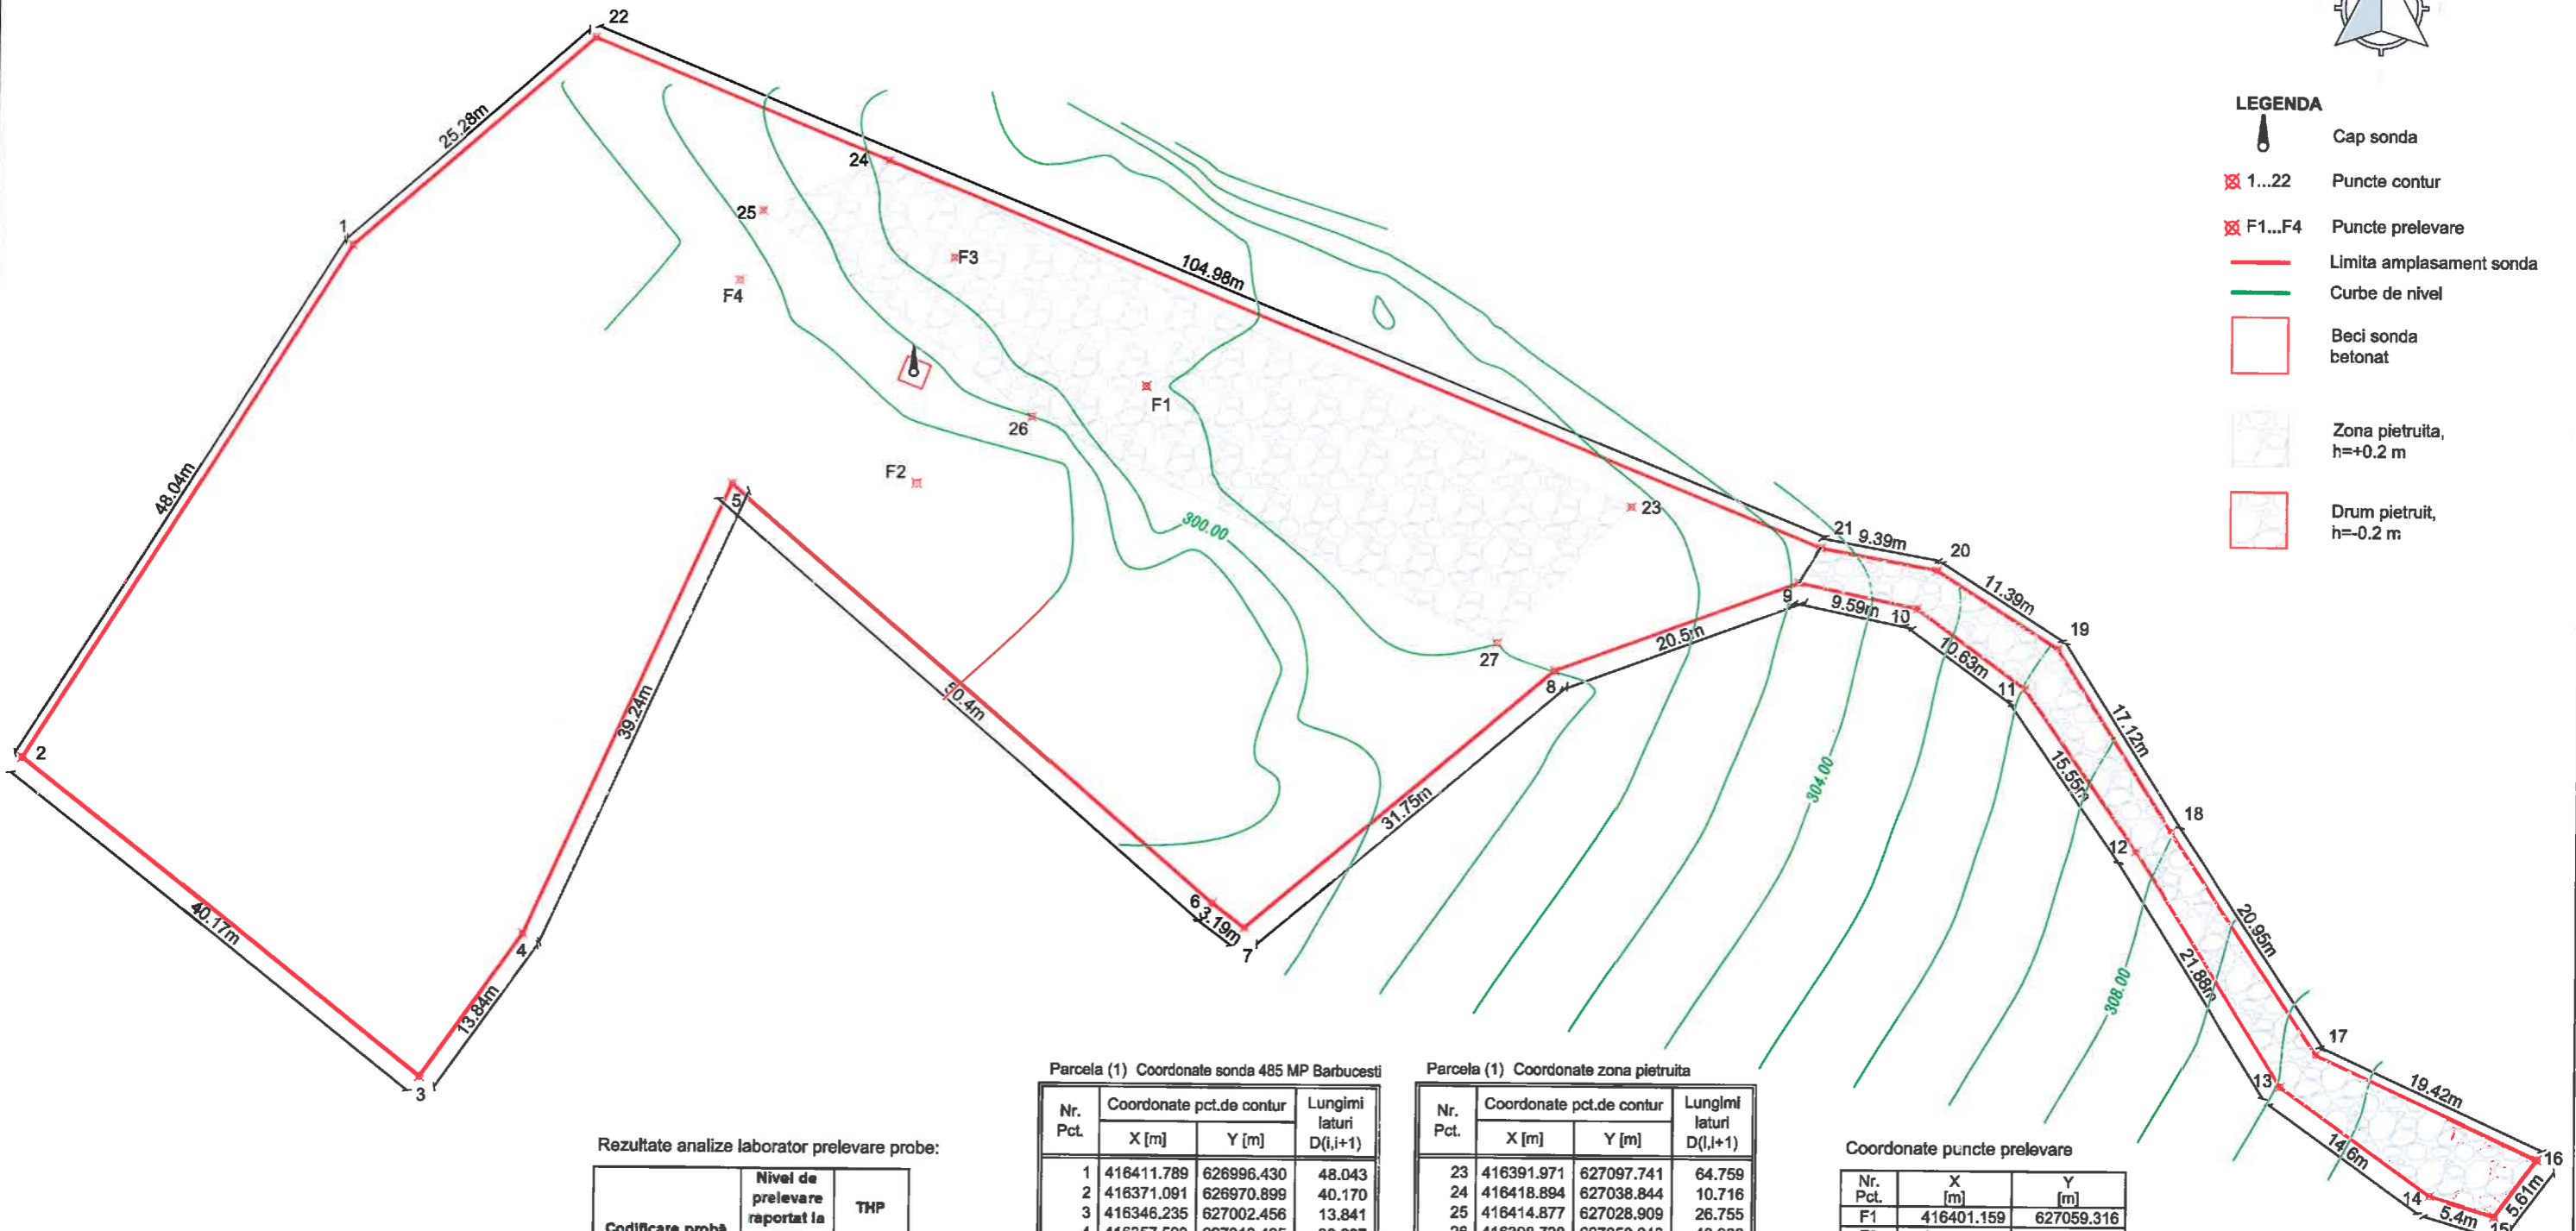 22
25.28m
1
24
25
F3
F4
104.98m
48.04m
F1
26
F2
5
23
300.00
21
9.39m
20
11.39m
9
9.59m
10
19
10.63m
20.5m
27
8
11
2
50.4m
39.24m
17.12m
304.00
15.55m
31.75m
18
12
6
3.19m
7
40.17m
4
20.95m
21.88m
308.00
13.84m
3
17
13
19.42m
14.6m
16
14
5.4m
5.61m
15
LEGENDA
Cap sonda
1...22 Puncte contur
F1...F4 Puncte prelevare
Limita amplasament sonda
Curbe de nivel
Beci sonda
betonat
Zona pietruita,
h=+0.2 m
Drum pietruit,
h=-0.2 m
Rezultate analize laborator prelevare probe:
Codificare probă
Nivel de
prelevare
raportat la
THP
Parcela (1) Coordonate sonda 485 MP Barbucesti
Nr. Pct. Coordonate pct.de contur Lungimi laturi D(i,i+1)
X [m] Y [m]
1 416411.789 626996.430 48.043
2 416371.091 626970.899 40.170
3 416346.235 627002.456 13.841
Parcela (1) Coordonate zona pietruita
Nr. Pct. Coordonate pct.de contur Lungimi laturi D(i,i+1)
X [m] Y [m]
23 416391.971 627097.741 64.759
24 416418.894 627038.844 10.716
25 416414.877 627028.909 26.755
Coordonate puncte prelevare
Nr. Pct. X [m] Y [m]
F1 416401.159 627059.316